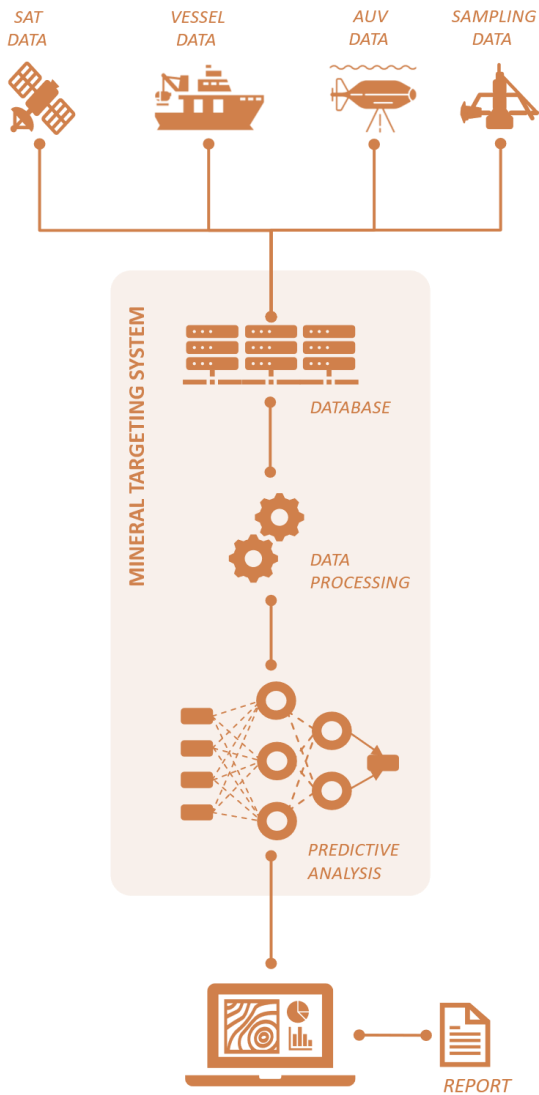 SAT
DATA
VESSEL
DATA
AUV
DATA
SAMPLING
DATA
MINERAL TARGETING SYSTEM
DATABASE
DATA
PROCESSING
PREDICTIVE
ANALYSIS
REPORT